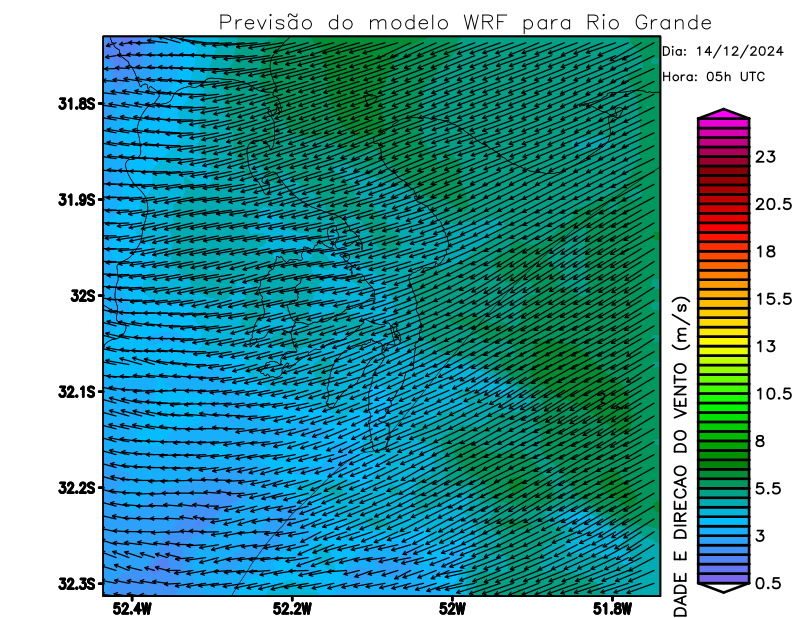 Previsão do modelo WRF para Rio Grande
Dia: 14/12/2024
Hora: 05h UTC
31.8S
31.9S
32S
32.1S
32.2S
32.3S
52.4W
52.2W
52W
51.8W
DADE E DIRECAO DO VENTO (m/s)
23
20.5
18
15.5
13
10.5
8
5.5
3
0.5